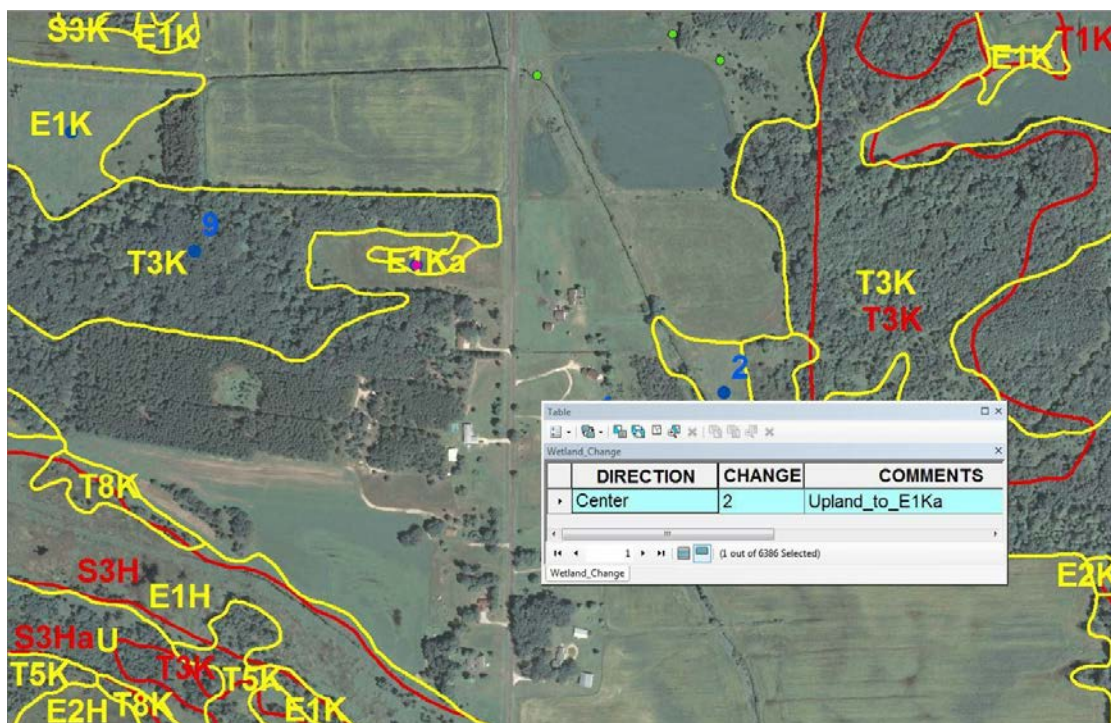 S3K E1K
E1K T1K
E1K
9
T3K E1Ka
T3K
T3K
2
Table
Wetland_Change
DIRECTION CHANGE COMMENTS
Center 2 Upland_to_E1Ka
1 (1 out of 6386 Selected)
Wetland_Change
T8K
S3H
E1H
E2K
S3HaU
T5K T3K T5K
E2H T8K E1K